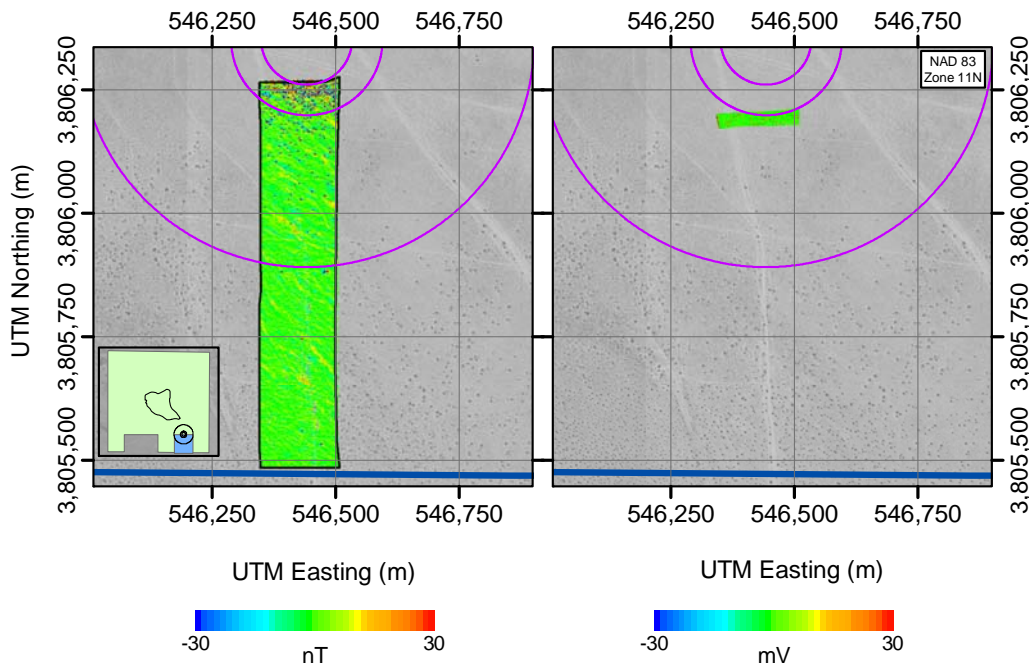 546,250 546,500 546,750 546,250 546,500 546,750
NAD 83
Zone 11N
3,806,250
3,806,000
3,805,750
3,805,500
UTM Northing (m)
3,806,250
3,806,000
3,805,750
3,805,500
546,250 546,500 546,750 546,250 546,500 546,750
UTM Easting (m) UTM Easting (m)
-30 30 -30 30
nT mV